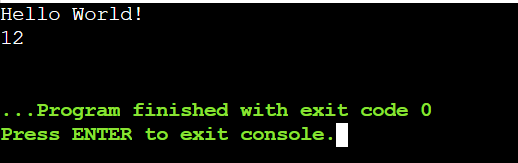 Hello World!
12
...Program finished with exit code 0
Press ENTER to exit console.